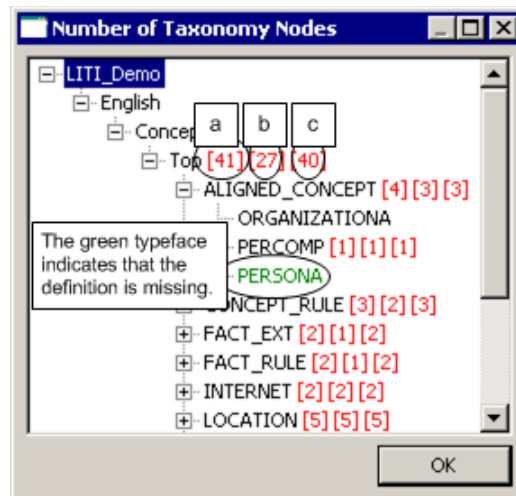 Number of Taxonomy Nodes
LITI_Demo
English
Concep
a b c
Top [41] [27] [40]
ALIGNED_CONCEPT [4] [3] [3]
ORGANIZATIONA
PERCOMP [1] [1] [1]
PERSONA
The green typeface
indicates that the
definition is missing.
CONCEPT_RULE [3] [2] [3]
FACT_EXT [2] [1] [2]
FACT_RULE [2] [1] [2]
INTERNET [2] [2] [2]
LOCATION [5] [5] [5]
OK